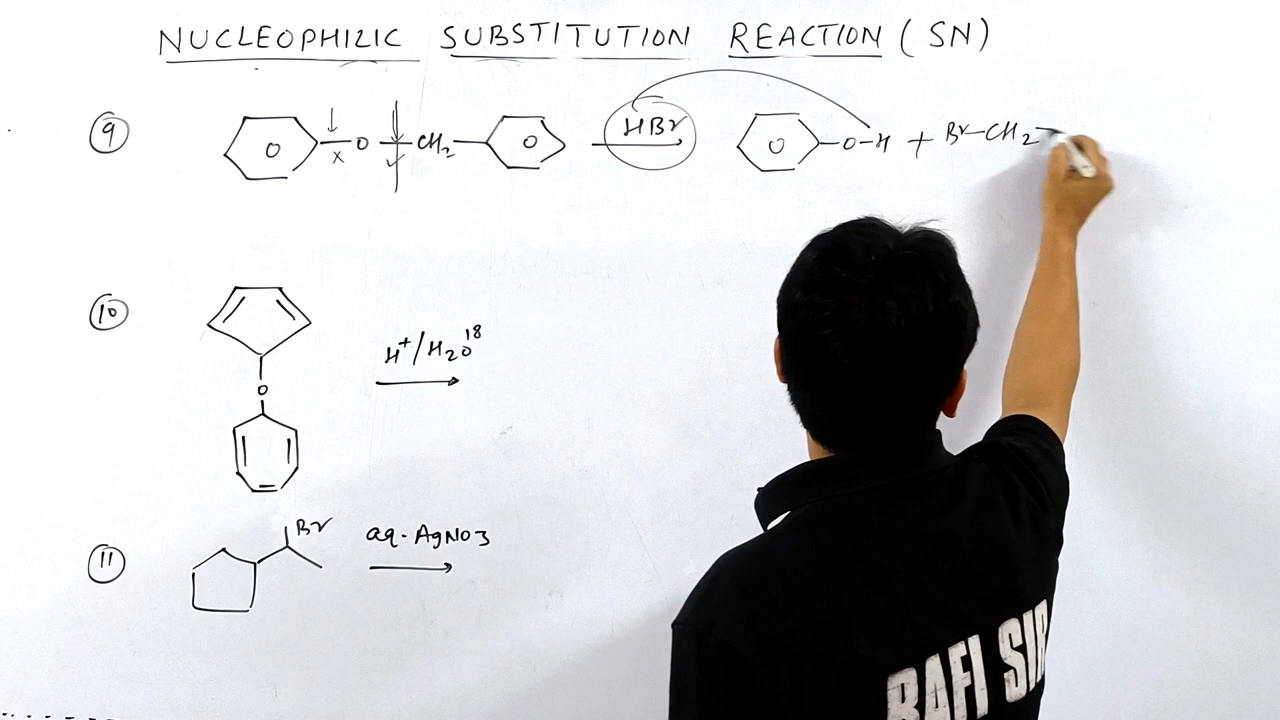 NUCLEOPHILIC SUBSTITUTION REACTION (SN)
9 O x O CH2 O HBr O O-H + Br-CH2
10 O H+/H2O18
11 Br aq. AgNO3
RAFI SIR